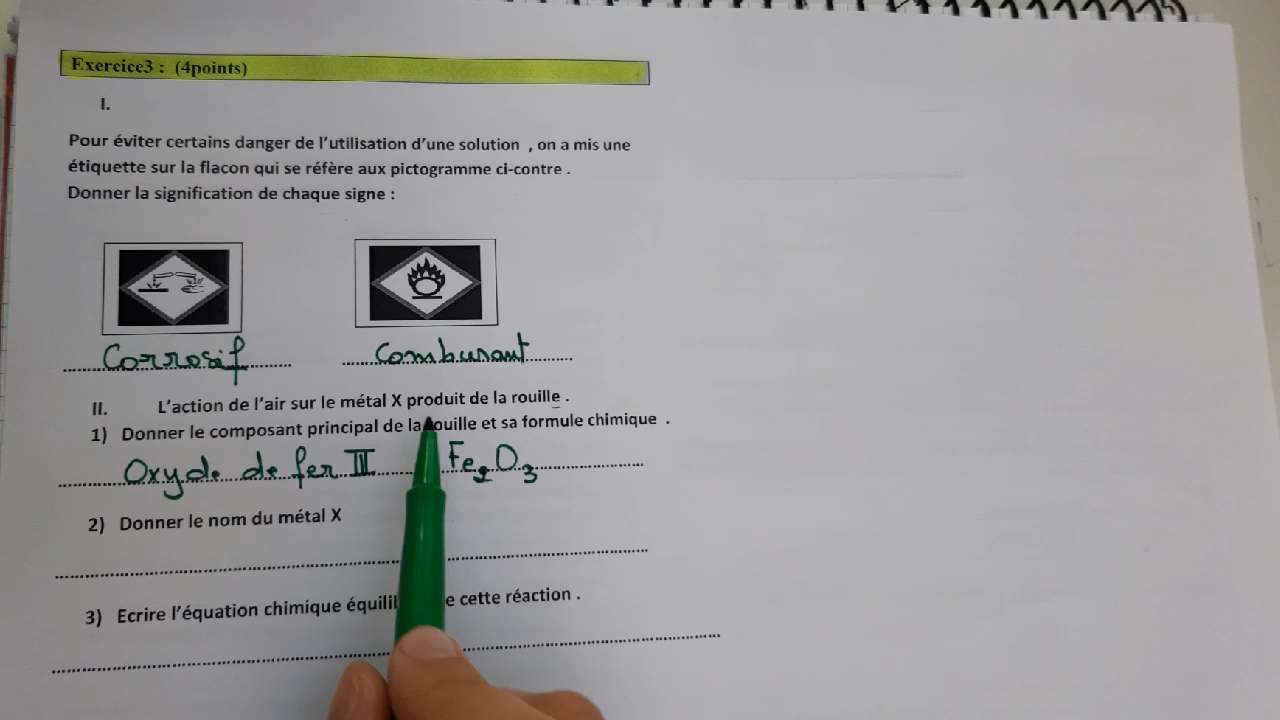 Exercice3 : (4points)
I.
Pour éviter certains danger de l'utilisation d'une solution , on a mis une
étiquette sur la flacon qui se réfère aux pictogramme ci-contre .
Donner la signification de chaque signe :
Corrosif Comburant
II. L'action de l'air sur le métal X produit de la rouille .
1) Donner le composant principal de la ouille et sa formule chimique .
Oxyde de fer III Fe2O3
2) Donner le nom du métal X
3) Ecrire l'équation chimique équili e cette réaction .